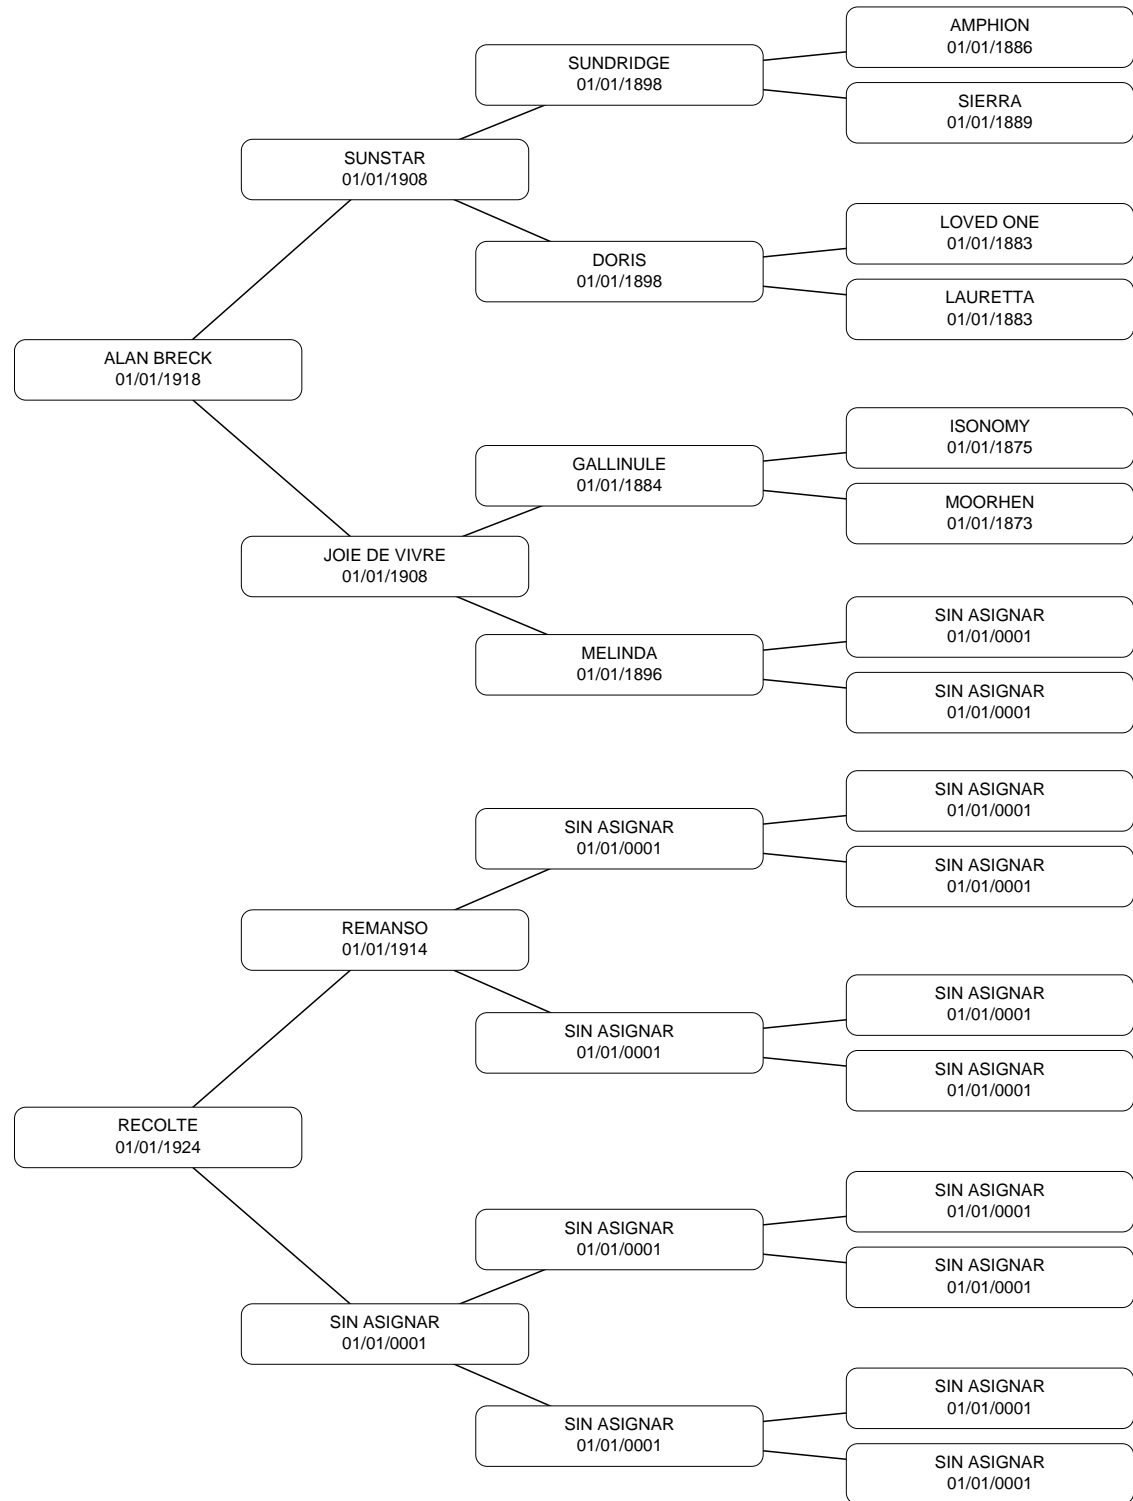 AMPHION
01/01/1886
SUNDRIDGE
01/01/1898
SIERRA
01/01/1889
SUNSTAR
01/01/1908
LOVED ONE
01/01/1883
DORIS
01/01/1898
LAURETTA
01/01/1883
ALAN BRECK
01/01/1918
ISONOMY
01/01/1875
GALLINULE
01/01/1884
MOORHEN
01/01/1873
JOIE DE VIVRE
01/01/1908
SIN ASIGNAR
01/01/0001
MELINDA
01/01/1896
SIN ASIGNAR
01/01/0001
SIN ASIGNAR
01/01/0001
SIN ASIGNAR
01/01/0001
SIN ASIGNAR
01/01/0001
REMANSO
01/01/1914
SIN ASIGNAR
01/01/0001
SIN ASIGNAR
01/01/0001
SIN ASIGNAR
01/01/0001
RECOLTE
01/01/1924
SIN ASIGNAR
01/01/0001
SIN ASIGNAR
01/01/0001
SIN ASIGNAR
01/01/0001
SIN ASIGNAR
01/01/0001
SIN ASIGNAR
01/01/0001
SIN ASIGNAR
01/01/0001
SIN ASIGNAR
01/01/0001